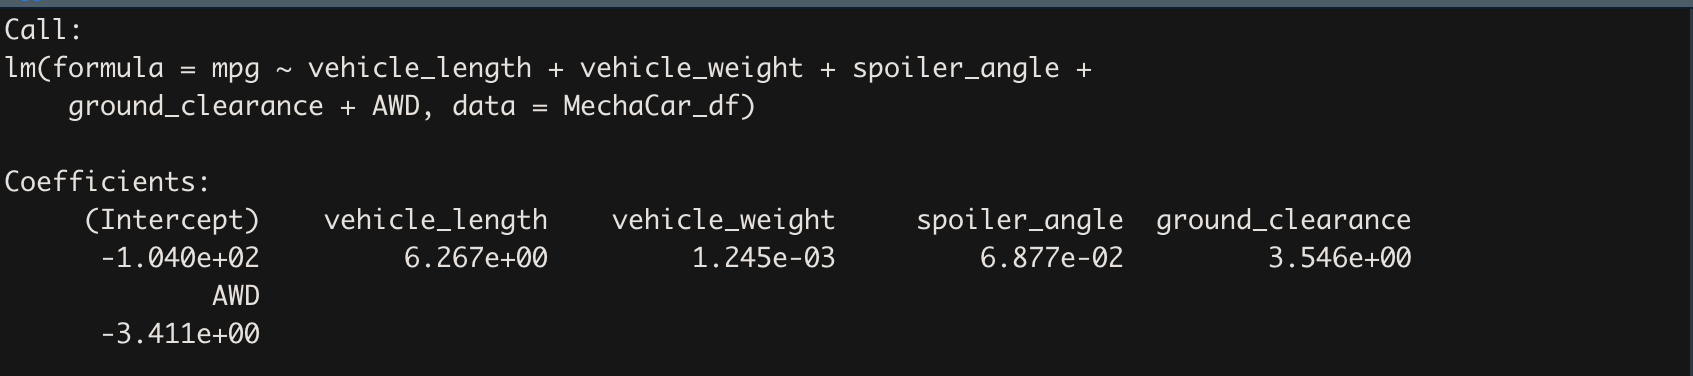 Call:
lm(formula = mpg ~ vehicle_length + vehicle_weight + spoiler_angle +
    ground_clearance + AWD, data = MechaCar_df)

Coefficients:
     (Intercept)    vehicle_length    vehicle_weight     spoiler_angle  ground_clearance
      -1.040e+02         6.267e+00         1.245e-03         6.877e-02         3.546e+00
             AWD
      -3.411e+00